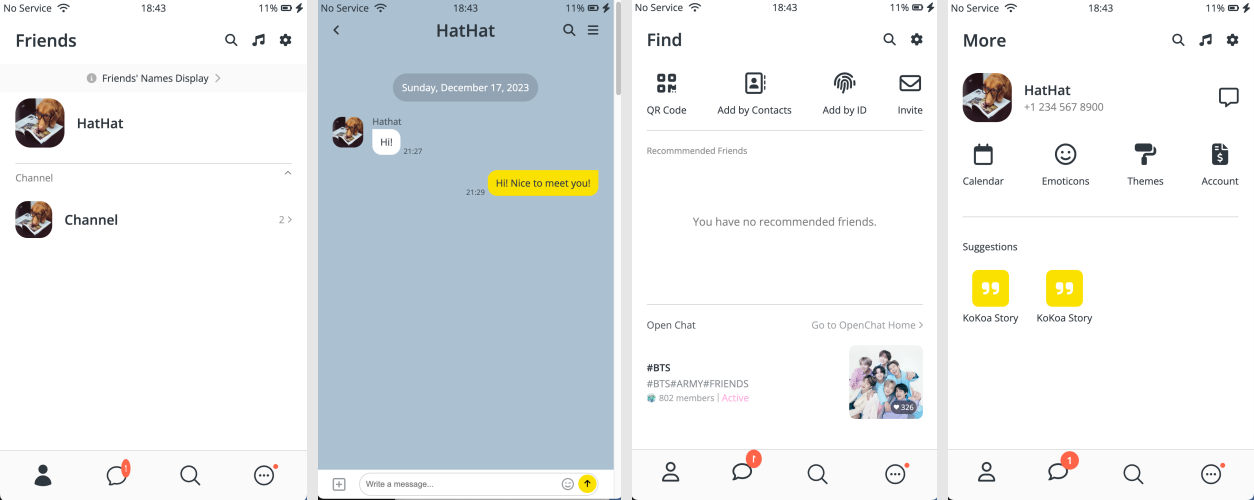 No Service 18:43 11%
Friends
Friends' Names Display
HatHat
Channel
Channel 2
1
No Service 18:43 11%
HatHat
Sunday, December 17, 2023
Hathat
Hi! 21:27
21:29 Hi! Nice to meet you!
Write a message...
No Service 18:43 11%
Find
QR Code Add by Contacts Add by ID Invite
Recommmended Friends
You have no recommended friends.
Open Chat Go to OpenChat Home
#BTS
#BTS#ARMY#FRIENDS
802 members | Active
326
1
No Service 18:43 11%
More
HatHat
+1 234 567 8900
Calendar Emoticons Themes Account
Suggestions
KoKoa Story KoKoa Story
1